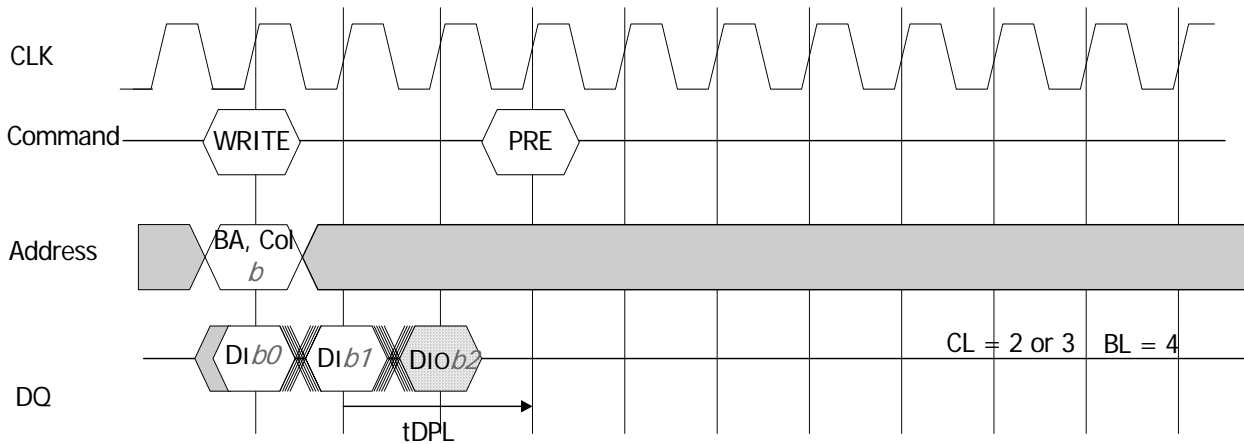 CLK
Command
WRITE
PRE
Address
BA, Col
b
DIb0
DIb1
DIOb2
CL = 2 or 3 BL = 4
DQ
tDPL